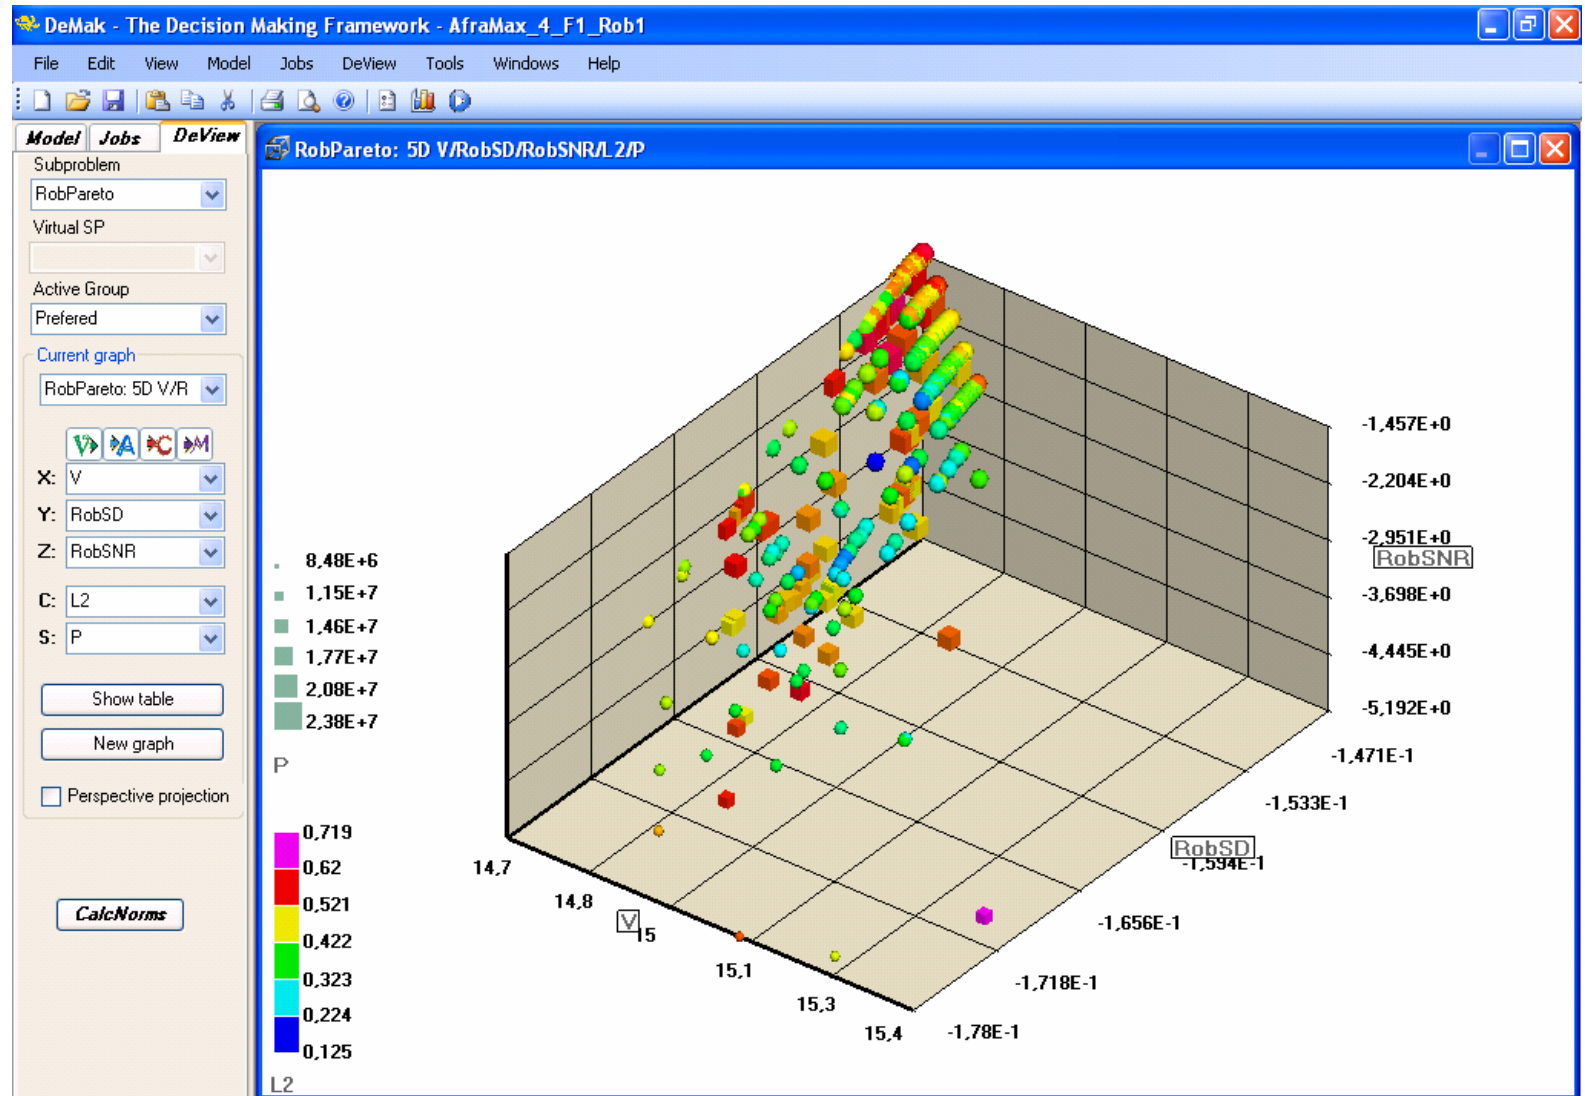 DeMak - The Decision Making Framework - AfraMax_4_F1_Rob1
File Edit View Model Jobs DeView Tools Windows Help
Model Jobs DeView
Subproblem
RobPareto
Virtual SP
Active Group
Prefered
Current graph
RobPareto: 5D V/R
V A C M
X: V
Y: RobSD
Z: RobSNR
C: L2
S: P
Show table
New graph
Perspective projection
CalcNorms
RobPareto: 5D V/RobSD/RobSNR/L2/P
8,48E+6
1,15E+7
1,46E+7
1,77E+7
2,08E+7
2,38E+7
P
0,719
0,62
0,521
0,422
0,323
0,224
0,125
L2
14,7
14,8
V
15
15,1
15,3
15,4
-1,457E+0
-2,204E+0
-2,951E+0
RobSNR
-3,698E+0
-4,445E+0
-5,192E+0
-1,471E-1
-1,533E-1
RobSD
-1,594E-1
-1,656E-1
-1,718E-1
-1,78E-1